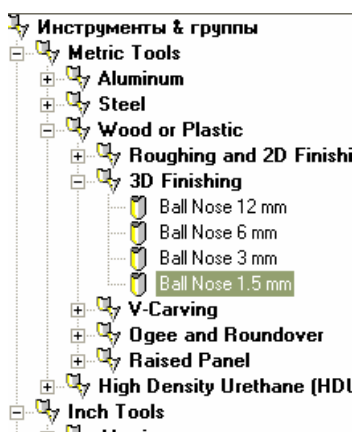 Инструменты & группы
Metric Tools
Aluminum
Steel
Wood or Plastic
Roughing and 2D Finishi
3D Finishing
Ball Nose 12 mm
Ball Nose 6 mm
Ball Nose 3 mm
Ball Nose 1.5 mm
V-Carving
Ogee and Roundover
Raised Panel
High Density Urethane (HDU
Inch Tools